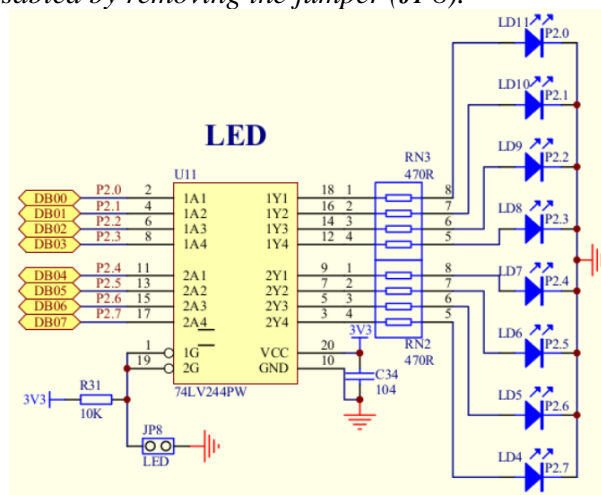 sabled by removing the jumper (JP8).
LED
U11
74LV244PW
DB00 P2.0 2 1A1 1Y1 18 1 8
DB01 P2.1 4 1A2 1Y2 16 2 7
DB02 P2.2 6 1A3 1Y3 14 3 6
DB03 P2.3 8 1A4 1Y4 12 4 5
DB04 P2.4 11 2A1 2Y1 9 1 8
DB05 P2.5 13 2A2 2Y2 7 2 7
DB06 P2.6 15 2A3 2Y3 5 3 6
DB07 P2.7 17 2A4 2Y4 3 4 5
1 1G VCC 20
19 2G GND 10
RN3
470R
RN2
470R
3V3
C34
104
3V3
R31
10K
JP8
LED
LD11 P2.0
LD10 P2.1
LD9 P2.2
LD8 P2.3
LD7 P2.4
LD6 P2.5
LD5 P2.6
LD4 P2.7